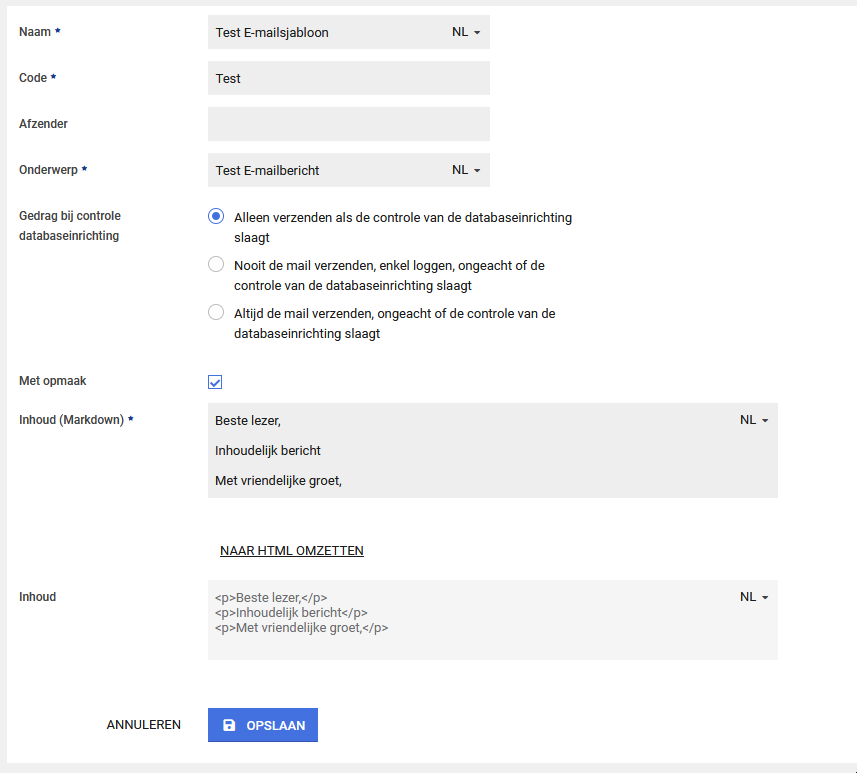 Naam *
Test E-mailsjabloon NL
Code *
Test
Afzender
Onderwerp *
Test E-mailbericht NL
Gedrag bij controle
databaseinrichting
Alleen verzenden als de controle van de databaseinrichting
slaagt
Nooit de mail verzenden, enkel loggen, ongeacht of de
controle van de databaseinrichting slaagt
Altijd de mail verzenden, ongeacht of de controle van de
databaseinrichting slaagt
Met opmaak
Inhoud (Markdown) *
Beste lezer, NL
Inhoudelijk bericht
Met vriendelijke groet,
NAAR HTML OMZETTEN
Inhoud
<p>Beste lezer,</p> NL
<p>Inhoudelijk bericht</p>
<p>Met vriendelijke groet,</p>
ANNULEREN
OPSLAAN